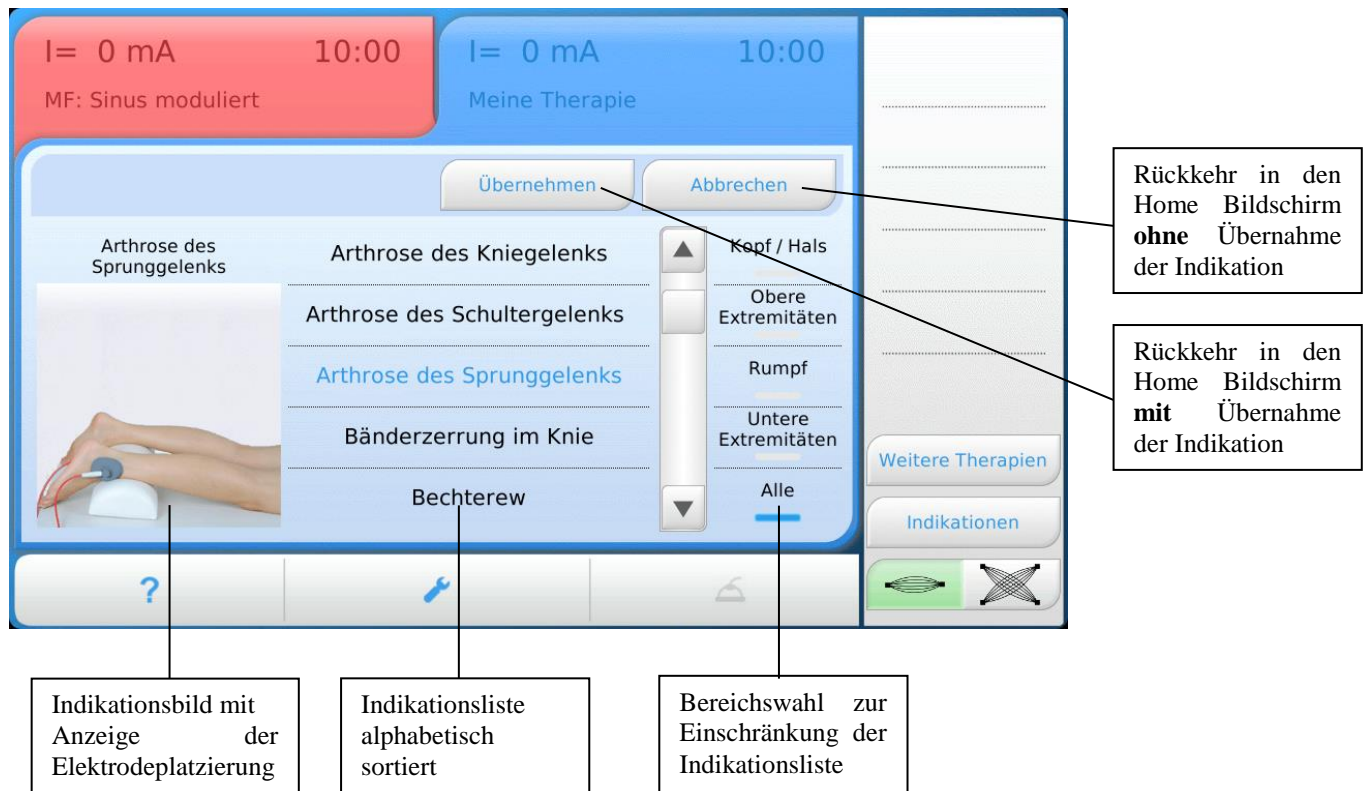 I= 0 mA 10:00
MF: Sinus moduliert
I= 0 mA 10:00
Meine Therapie
Übernehmen
Abbrechen
Arthrose des
Sprunggelenks
Arthrose des Kniegelenks
Arthrose des Schultergelenks
Arthrose des Sprunggelenks
Bänderzerrung im Knie
Bechterew
Kopf / Hals
Obere
Extremitäten
Rumpf
Untere
Extremitäten
Alle
Weitere Therapien
Indikationen
?
Rückkehr in den
Home Bildschirm
ohne Übernahme
der Indikation
Rückkehr in den
Home Bildschirm
mit Übernahme
der Indikation
Indikationsbild mit
Anzeige der
Elektrodeplatzierung
Indikationsliste
alphabetisch
sortiert
Bereichswahl zur
Einschränkung der
Indikationsliste